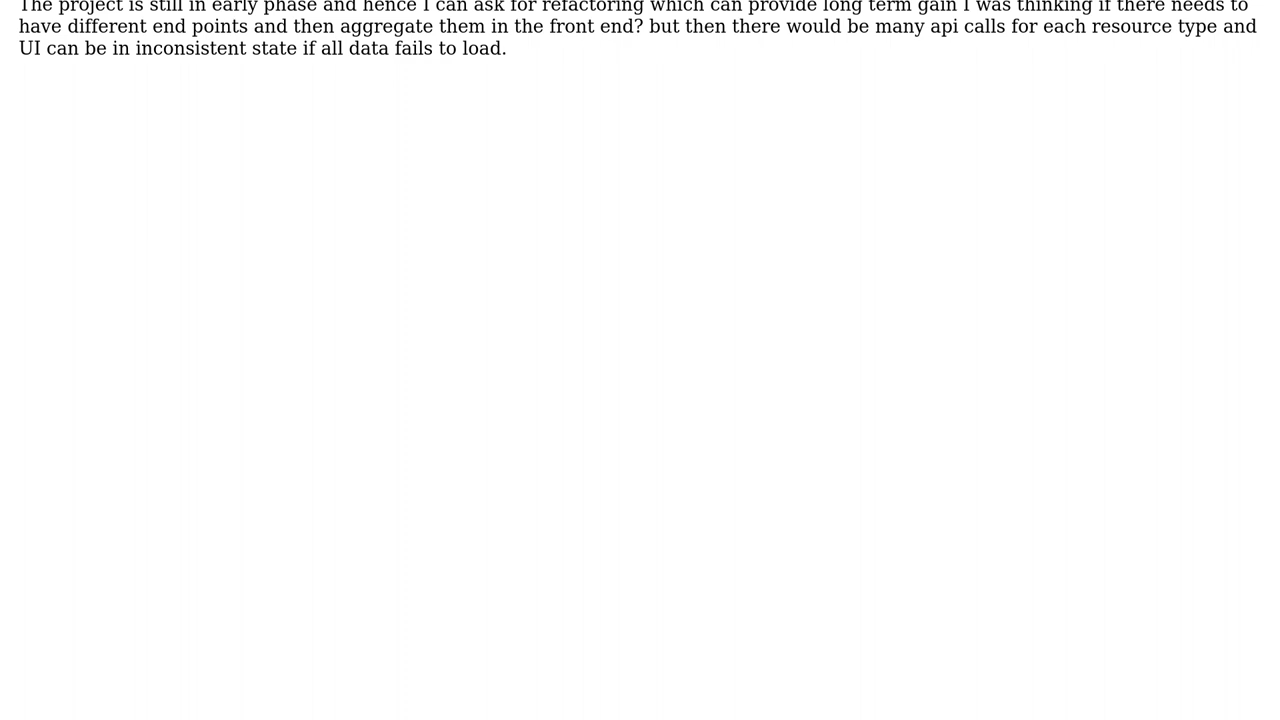 The project is still in early phase and hence I can ask for refactoring which can provide long term gain I was thinking if there needs to
have different end points and then aggregate them in the front end? but then there would be many api calls for each resource type and
UI can be in inconsistent state if all data fails to load.